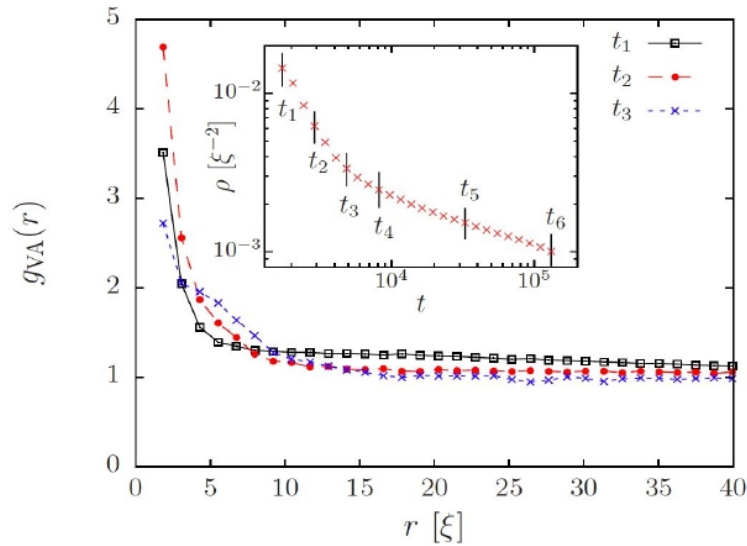 g_VA(r)
5
4
3
2
1
0
0 5 10 15 20 25 30 35 40
r [ξ]
t_1
t_2
t_3
ρ [ξ^{-2}]
10^{-2}
10^{-3}
t_1
t_2
t_3
t_4
t_5
t_6
10^4 10^5
t